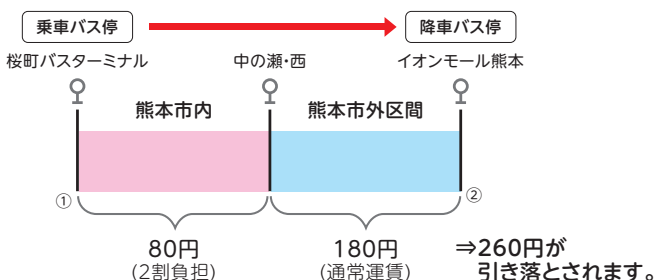 乗車バス停
降車バス停
桜町バスターミナル
中の瀬・西
イオンモール熊本
熊本市内
熊本市外区間
①
②
80円
(2割負担)
180円
(通常運賃)
⇒260円が
引き落とされます。